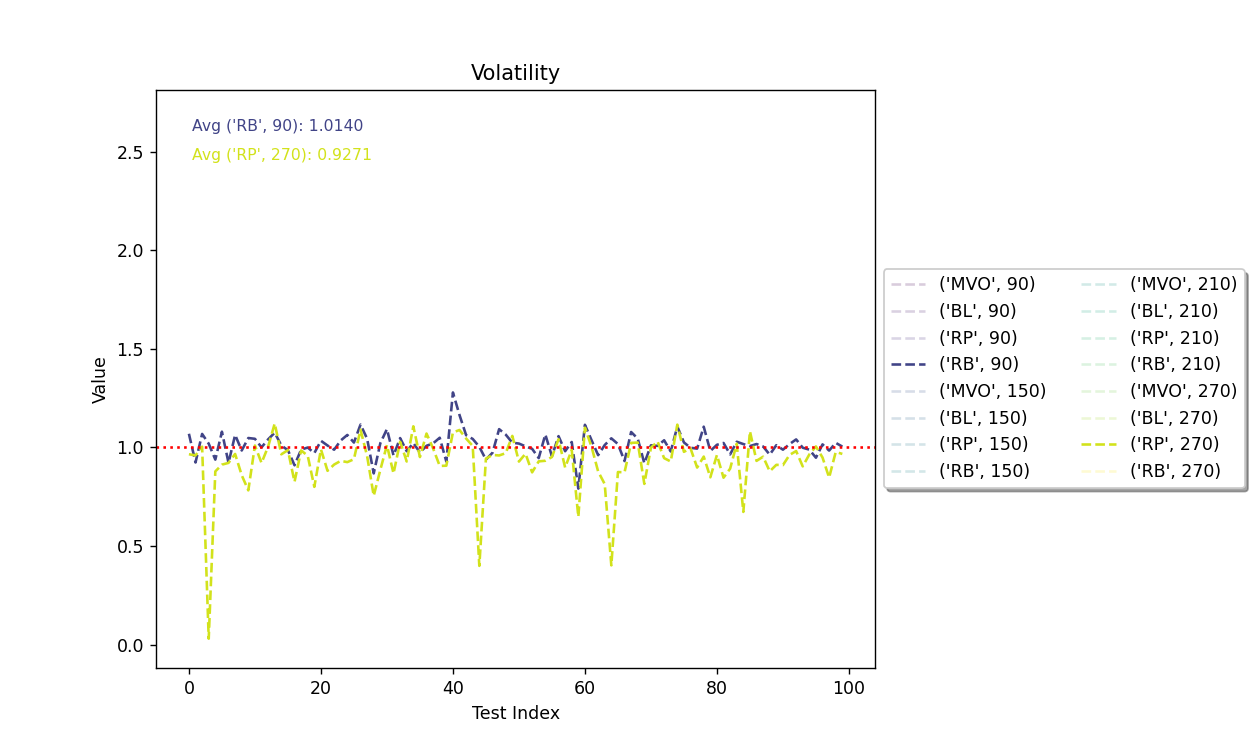 Volatility
Avg ('RB', 90): 1.0140
Avg ('RP', 270): 0.9271
2.5
2.0
1.5
1.0
0.5
0.0
Value
0 20 40 60 80 100
Test Index
('MVO', 90)
('BL', 90)
('RP', 90)
('RB', 90)
('MVO', 150)
('BL', 150)
('RP', 150)
('RB', 150)
('MVO', 210)
('BL', 210)
('RP', 210)
('RB', 210)
('MVO', 270)
('BL', 270)
('RP', 270)
('RB', 270)